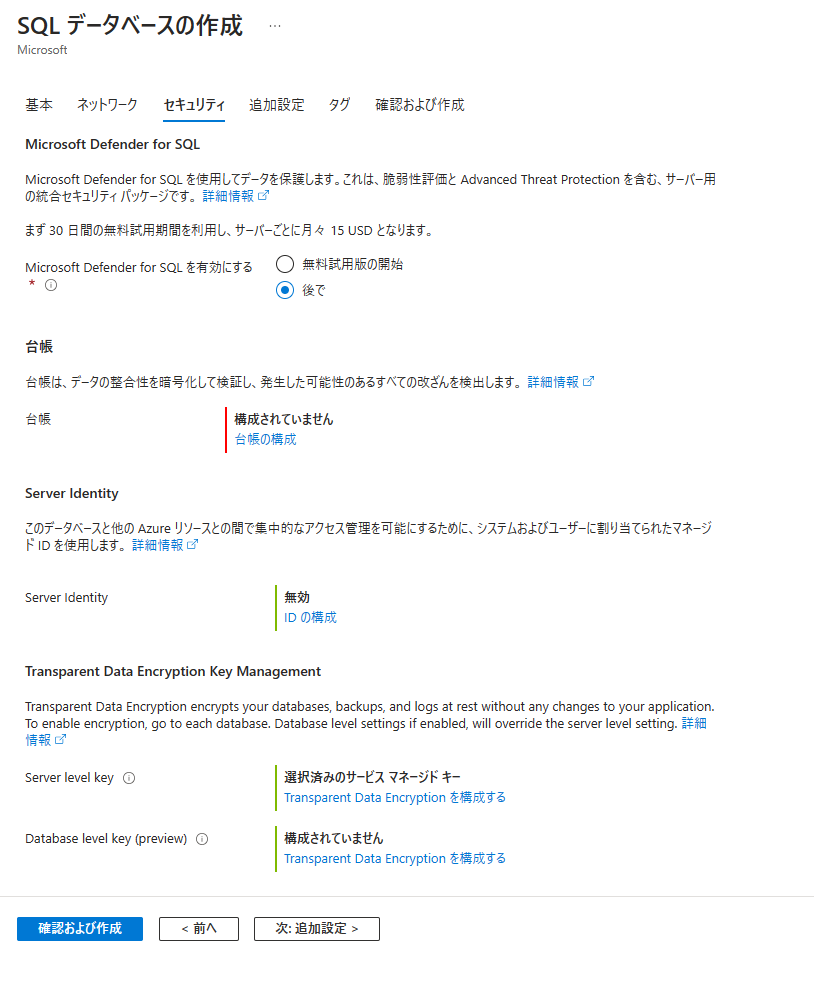 SQL データベースの作成 …
Microsoft
基本 ネットワーク セキュリティ 追加設定 タグ 確認および作成
Microsoft Defender for SQL
Microsoft Defender for SQL を使用してデータを保護します。これは、脆弱性評価と Advanced Threat Protection を含む、サーバー用
の統合セキュリティ パッケージです。 詳細情報
まず 30 日間の無料試用期間を利用し、サーバーごとに月々 15 USD となります。
Microsoft Defender for SQL を有効にする
*
無料試用版の開始
後で
台帳
台帳は、データの整合性を暗号化して検証し、発生した可能性のあるすべての改ざんを検出します。 詳細情報
台帳
構成されていません
台帳の構成
Server Identity
このデータベースと他の Azure リソースとの間で集中的なアクセス管理を可能にするために、システムおよびユーザーに割り当てられたマネージ
ド ID を使用します。 詳細情報
Server Identity
無効
ID の構成
Transparent Data Encryption Key Management
Transparent Data Encryption encrypts your databases, backups, and logs at rest without any changes to your application.
To enable encryption, go to each database. Database level settings if enabled, will override the server level setting. 詳細
情報
Server level key
選択済みのサービス マネージド キー
Transparent Data Encryption を構成する
Database level key (preview)
構成されていません
Transparent Data Encryption を構成する
確認および作成 < 前へ 次: 追加設定 >